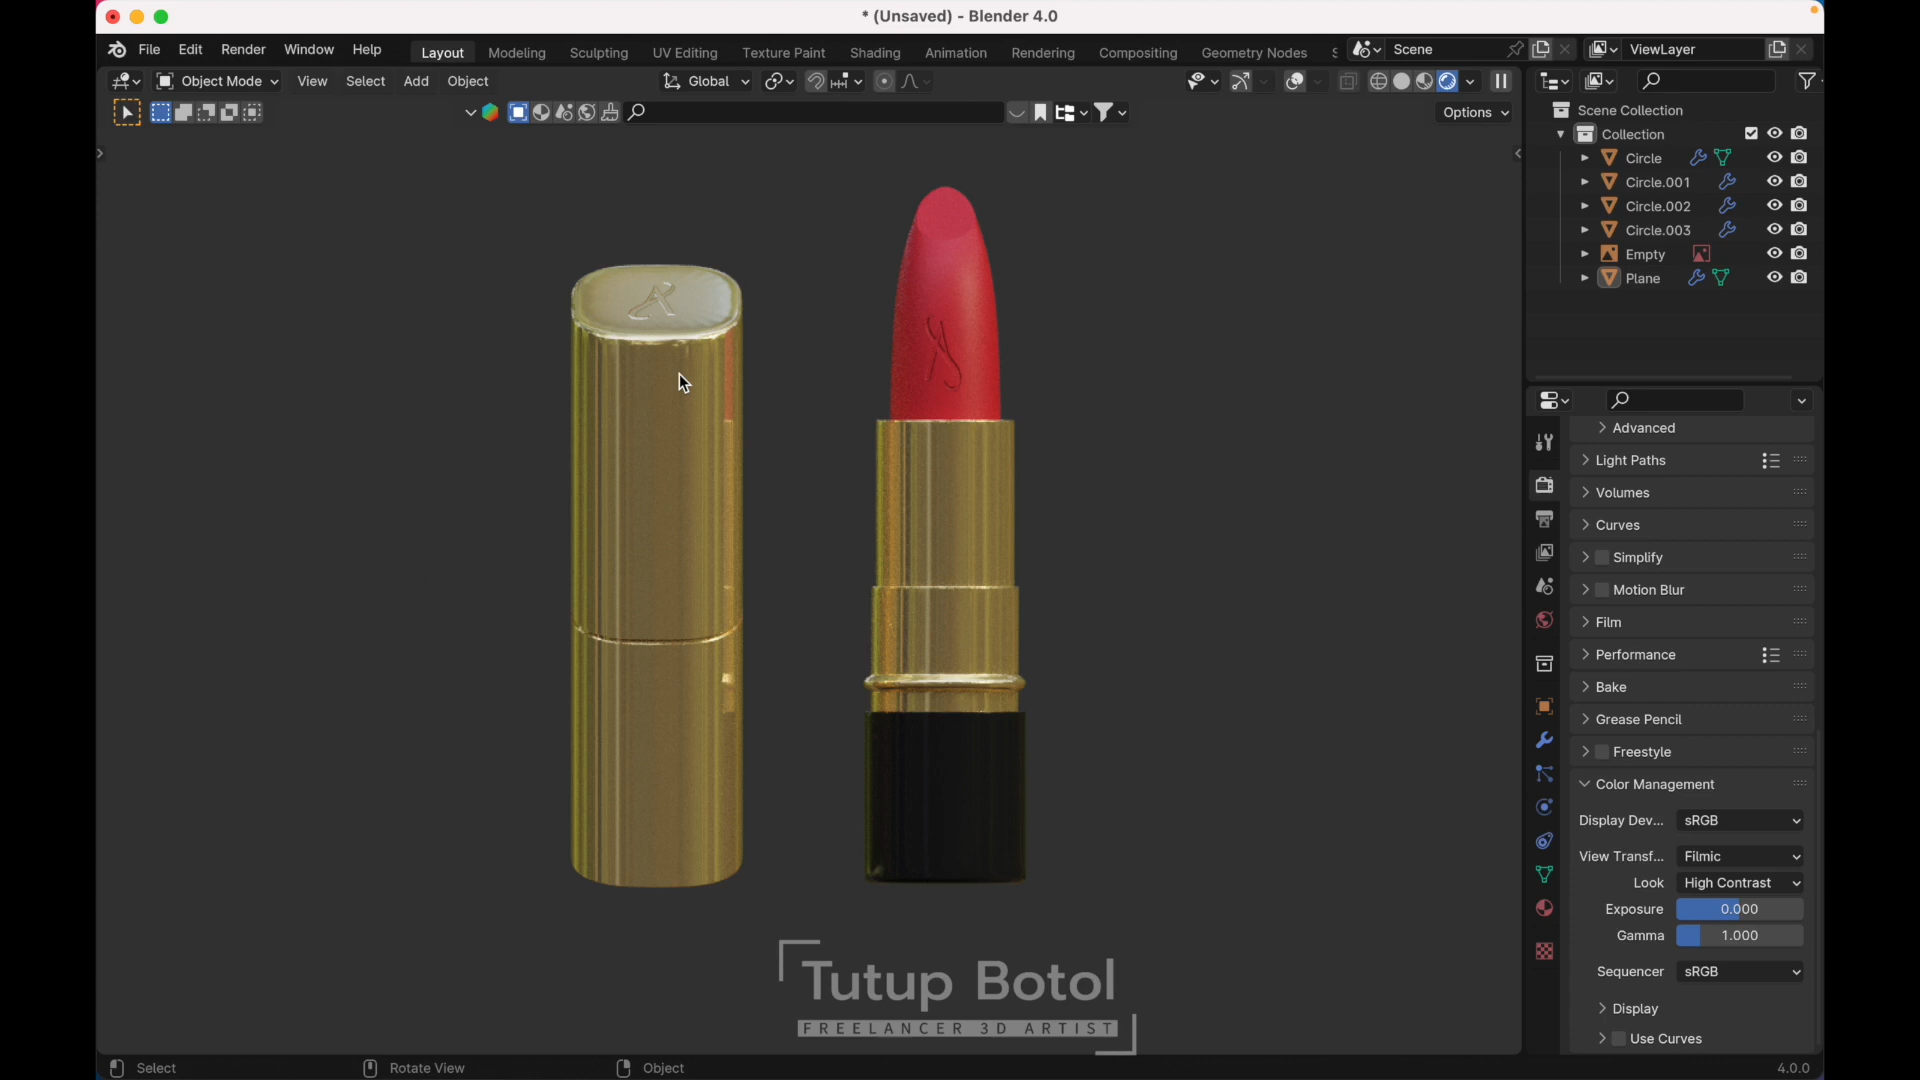 * (Unsaved) - Blender 4.0
File Edit Render Window Help Layout Modeling Sculpting UV Editing Texture Paint Shading Animation Rendering Compositing Geometry Nodes S Scene ViewLayer
Object Mode View Select Add Object Global
Options
Scene Collection
Collection
Circle
Circle.001
Circle.002
Circle.003
Empty
Plane
Advanced
Light Paths
Volumes
Curves
Simplify
Motion Blur
Film
Performance
Bake
Grease Pencil
Freestyle
Color Management
Display Dev... sRGB
View Transf... Filmic
Look High Contrast
Exposure 0.000
Gamma 1.000
Sequencer sRGB
Display
Use Curves
Tutup Botol
FREELANCER 3D ARTIST
Select Rotate View Object 4.0.0